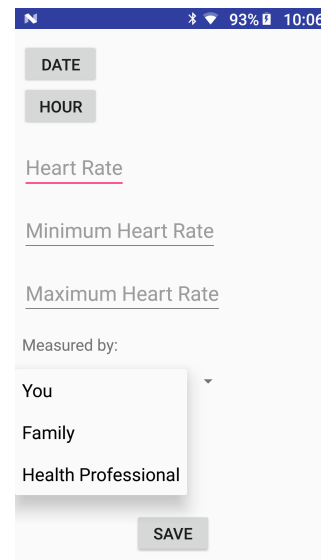 93% 10:06
DATE
HOUR
Heart Rate
Minimum Heart Rate
Maximum Heart Rate
Measured by:
You
Family
Health Professional
SAVE